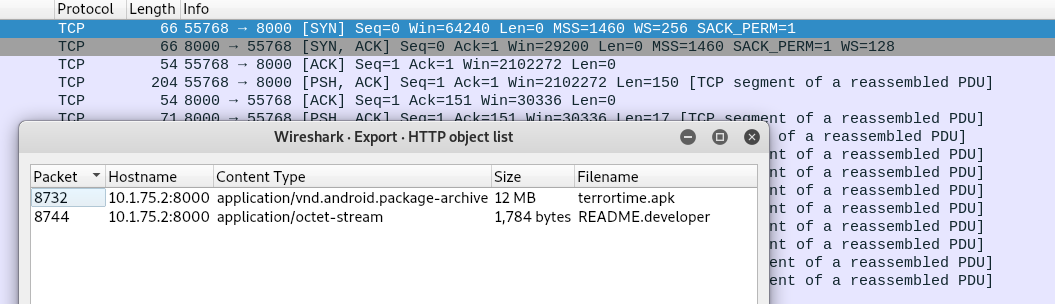 Protocol Length Info
TCP 66 55768 → 8000 [SYN] Seq=0 Win=64240 Len=0 MSS=1460 WS=256 SACK_PERM=1
TCP 66 8000 → 55768 [SYN, ACK] Seq=0 Ack=1 Win=29200 Len=0 MSS=1460 SACK_PERM=1 WS=128
TCP 54 55768 → 8000 [ACK] Seq=1 Ack=1 Win=2102272 Len=0
TCP 204 55768 → 8000 [PSH, ACK] Seq=1 Ack=1 Win=2102272 Len=150 [TCP segment of a reassembled PDU]
TCP 54 8000 → 55768 [ACK] Seq=1 Ack=151 Win=30336 Len=0
TCP 71 8000 → 55768 [PSH, ACK] Seq=1 Ack=151 Win=30336 Len=17 [TCP segment of a reassembled PDU]
of a reassembled PDU]
ent of a reassembled PDU]
ent of a reassembled PDU]
ent of a reassembled PDU]
ent of a reassembled PDU]
ent of a reassembled PDU]
ent of a reassembled PDU]
ent of a reassembled PDU]
ent of a reassembled PDU]
Wireshark · Export · HTTP object list
Packet Hostname Content Type Size Filename
8732 10.1.75.2:8000 application/vnd.android.package-archive 12 MB terrortime.apk
8744 10.1.75.2:8000 application/octet-stream 1,784 bytes README.developer